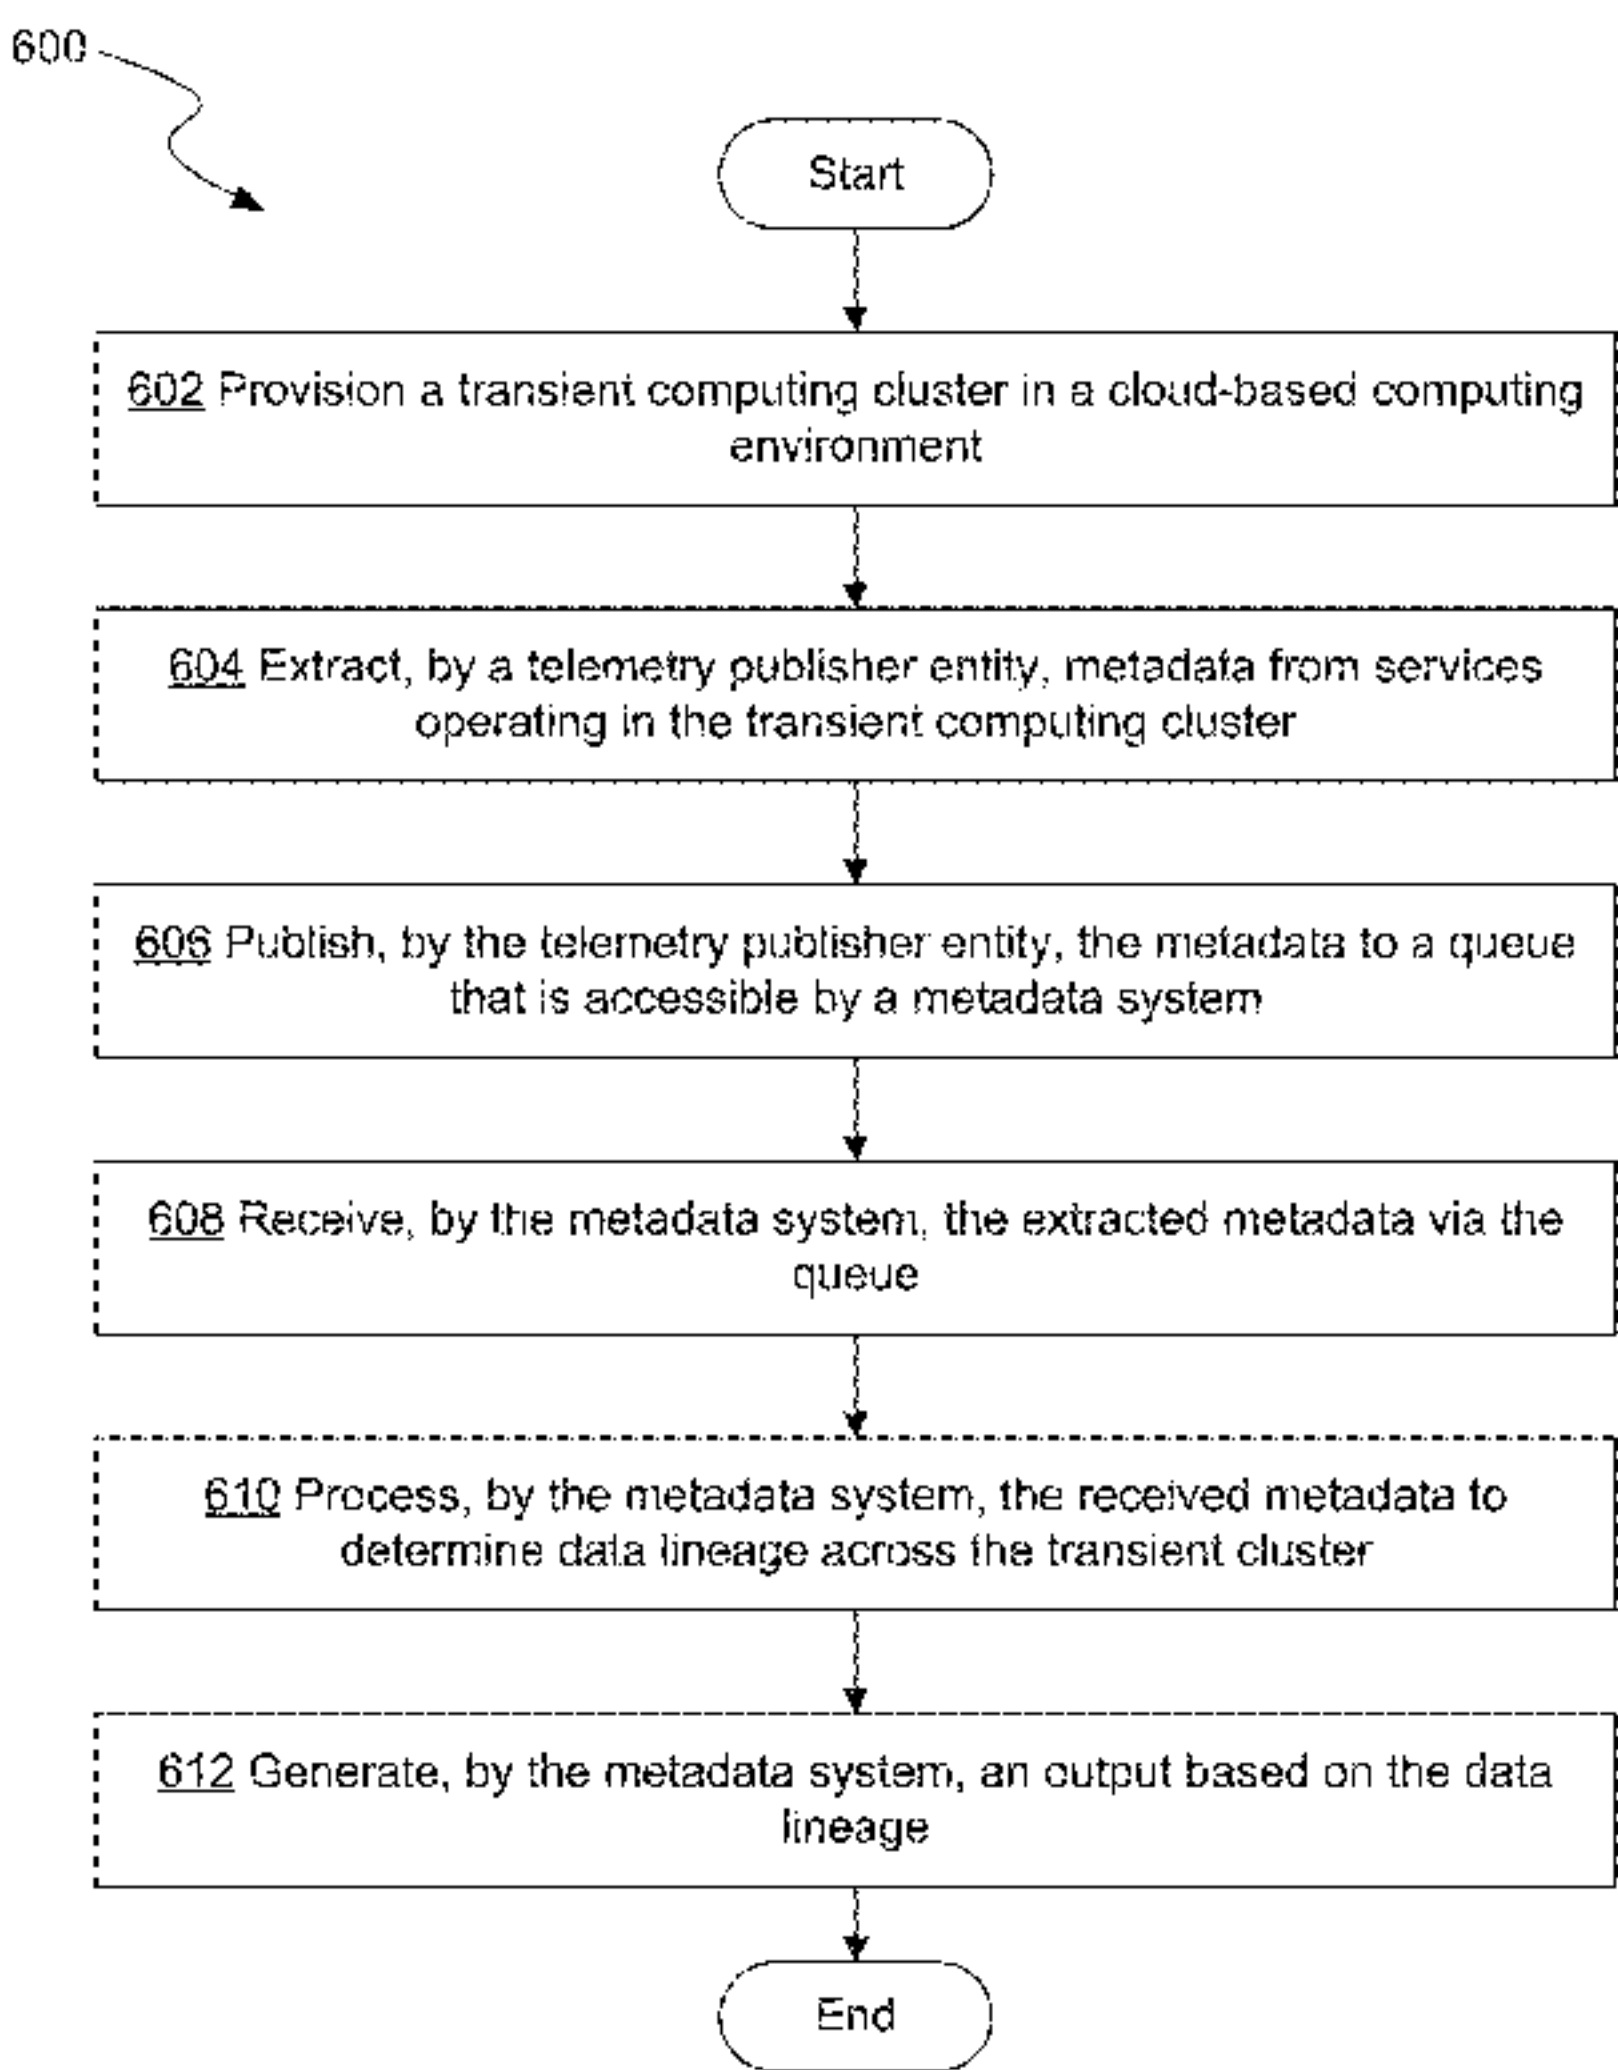 600
Start
602 Provision a transient computing cluster in a cloud-based computing
environment
604 Extract, by a telemetry publisher entity, metadata from services
operating in the transient computing cluster
606 Publish, by the telemetry publisher entity, the metadata to a queue
that is accessible by a metadata system
608 Receive, by the metadata system, the extracted metadata via the
queue
610 Process, by the metadata system, the received metadata to
determine data lineage across the transient cluster
612 Generate, by the metadata system, an output based on the data
lineage
End